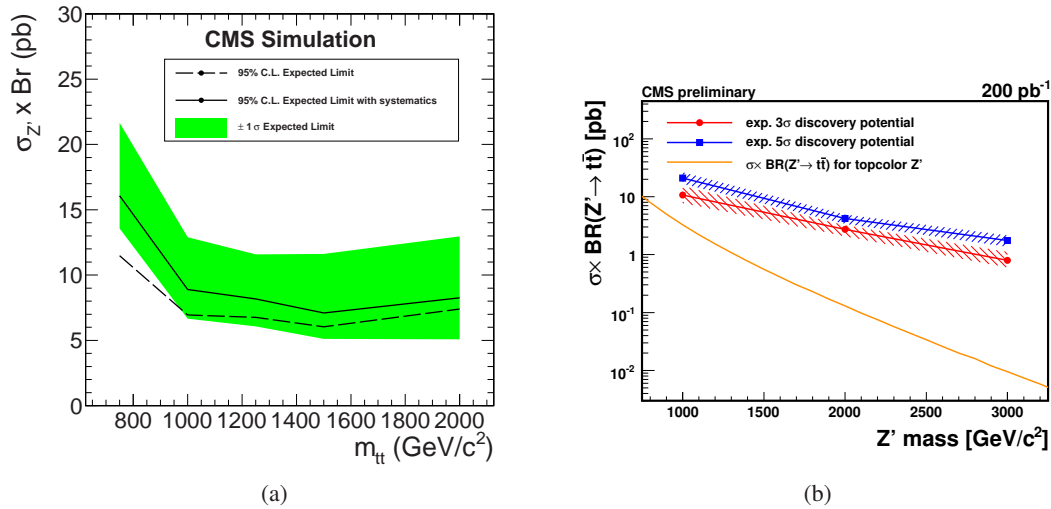 CMS Simulation
95% C.L. Expected Limit
95% C.L. Expected Limit with systematics
± 1 σ Expected Limit
σ_Z' x Br (pb)
30
25
20
15
10
5
0
800 1000 1200 1400 1600 1800 2000
m_tt (GeV/c²)
(a)
CMS preliminary 200 pb⁻¹
exp. 3σ discovery potential
exp. 5σ discovery potential
σ× BR(Z'→ tt̄) for topcolor Z'
σ× BR(Z'→ tt̄) [pb]
10²
10
1
10⁻¹
10⁻²
1000 1500 2000 2500 3000
Z' mass [GeV/c²]
(b)